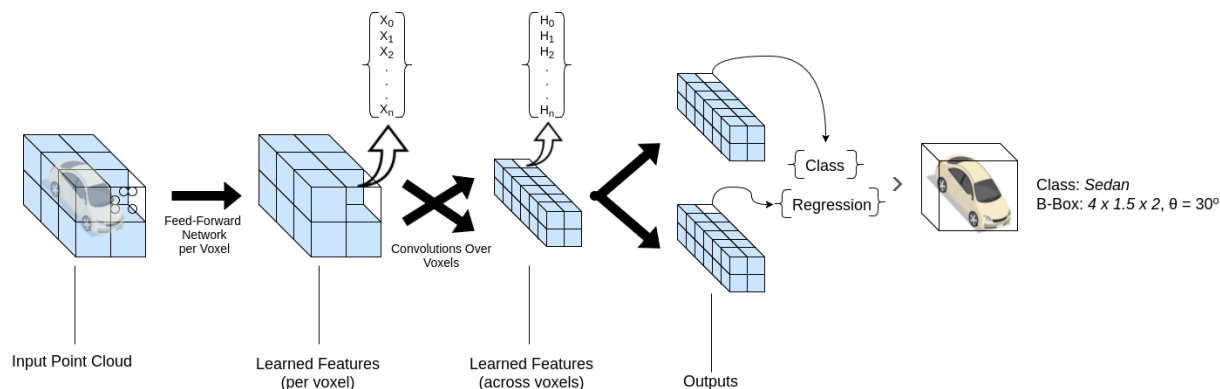 X0
X1
X2
.
.
.
Xn
H0
H1
H2
.
.
.
Hn
Feed-Forward
Network
per Voxel
Convolutions Over
Voxels
Class
Regression
Class: Sedan
B-Box: 4 x 1.5 x 2, θ = 30º
Input Point Cloud
Learned Features
(per voxel)
Learned Features
(across voxels)
Outputs